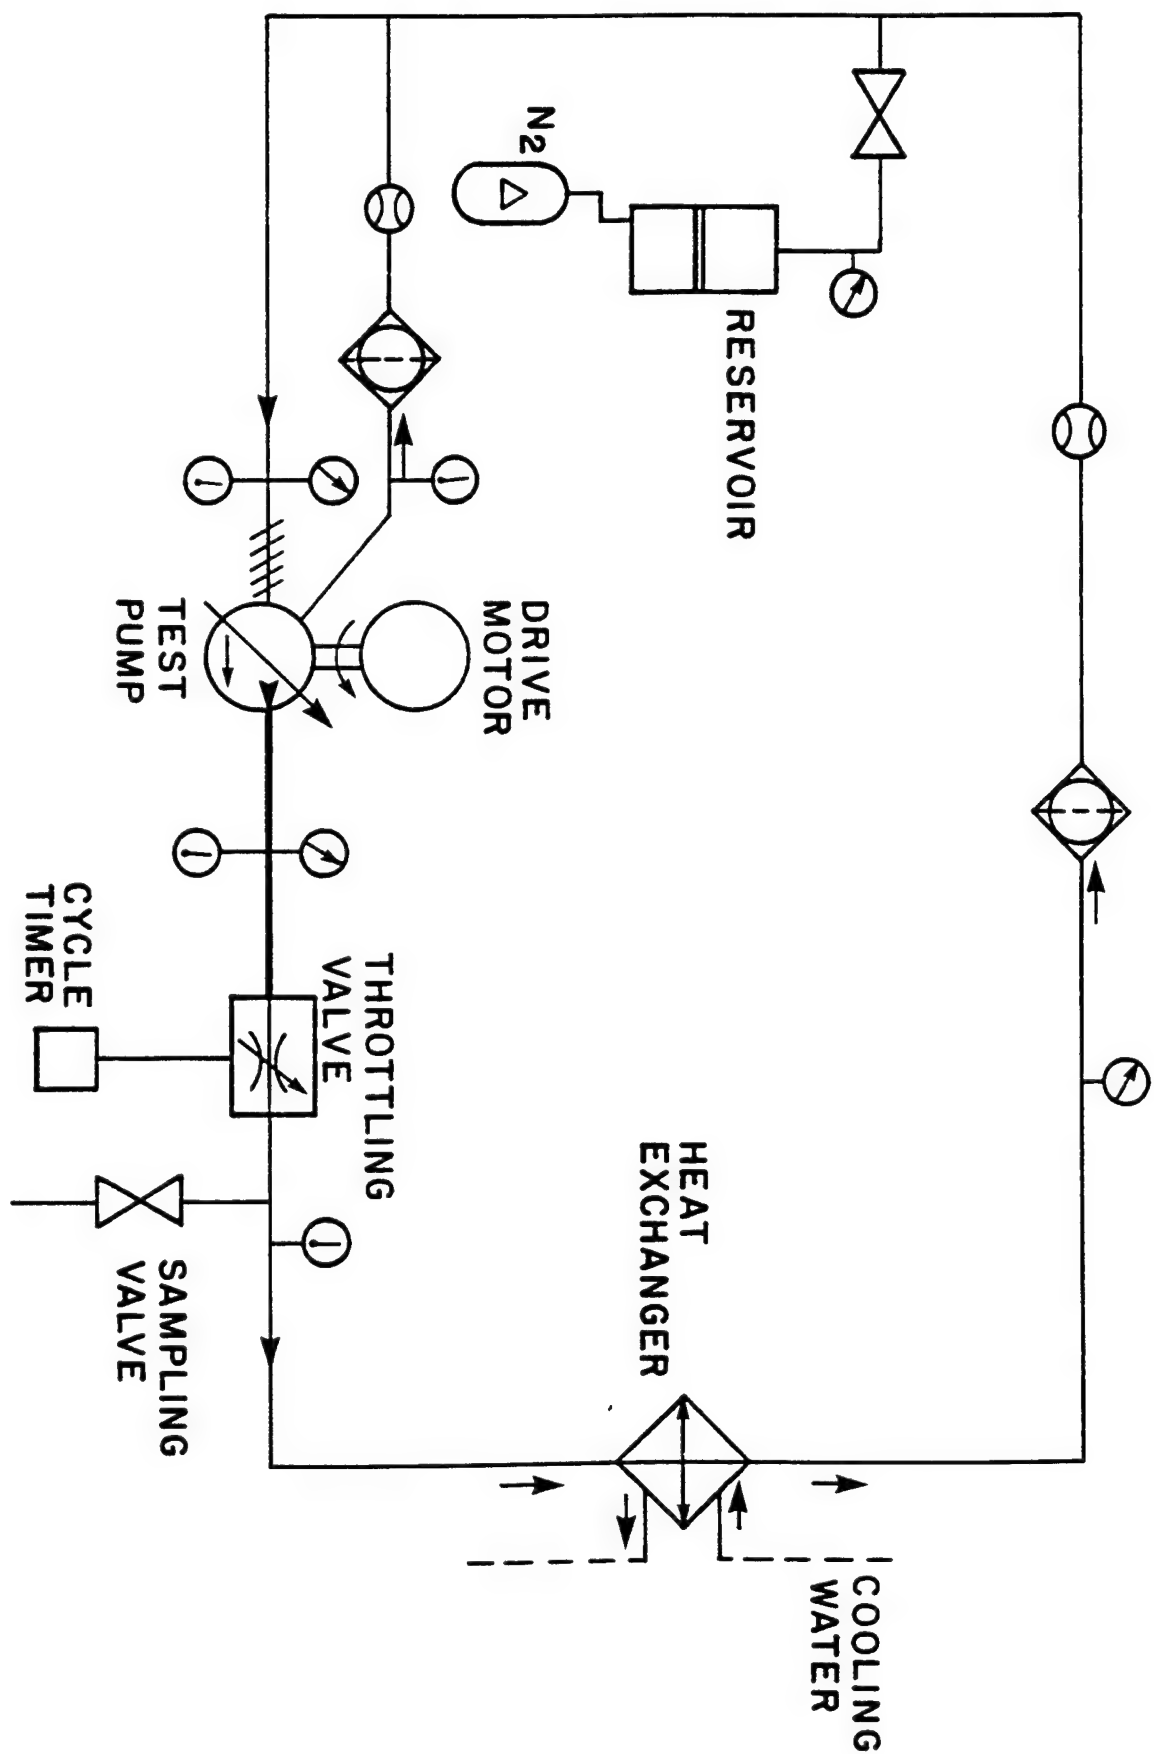 N2
RESERVOIR
DRIVE
MOTOR
TEST
PUMP
THROTTLING
VALVE
CYCLE
TIMER
HEAT
EXCHANGER
SAMPLING
VALVE
COOLING
WATER